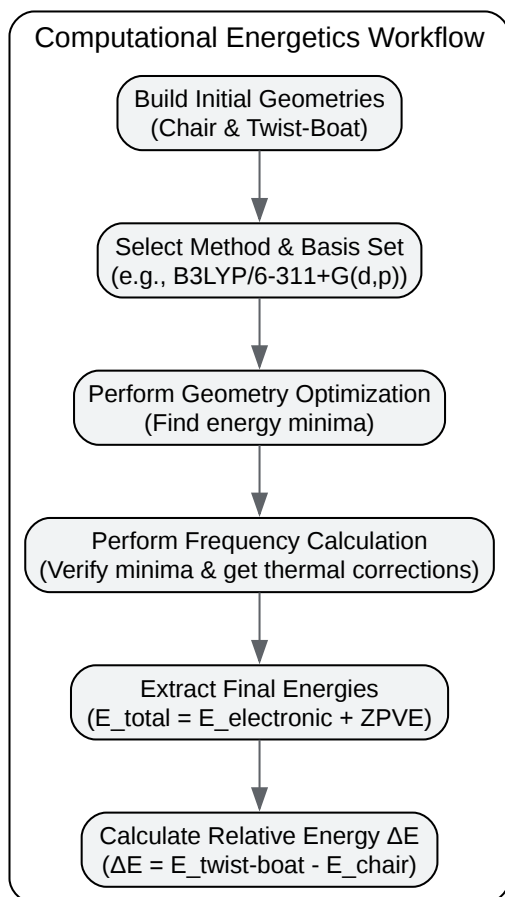 Computational Energetics Workflow
Build Initial Geometries
(Chair & Twist-Boat)
Select Method & Basis Set
(e.g., B3LYP/6-311+G(d,p))
Perform Geometry Optimization
(Find energy minima)
Perform Frequency Calculation
(Verify minima & get thermal corrections)
Extract Final Energies
(E_total = E_electronic + ZPVE)
Calculate Relative Energy ΔE
(ΔE = E_twist-boat - E_chair)